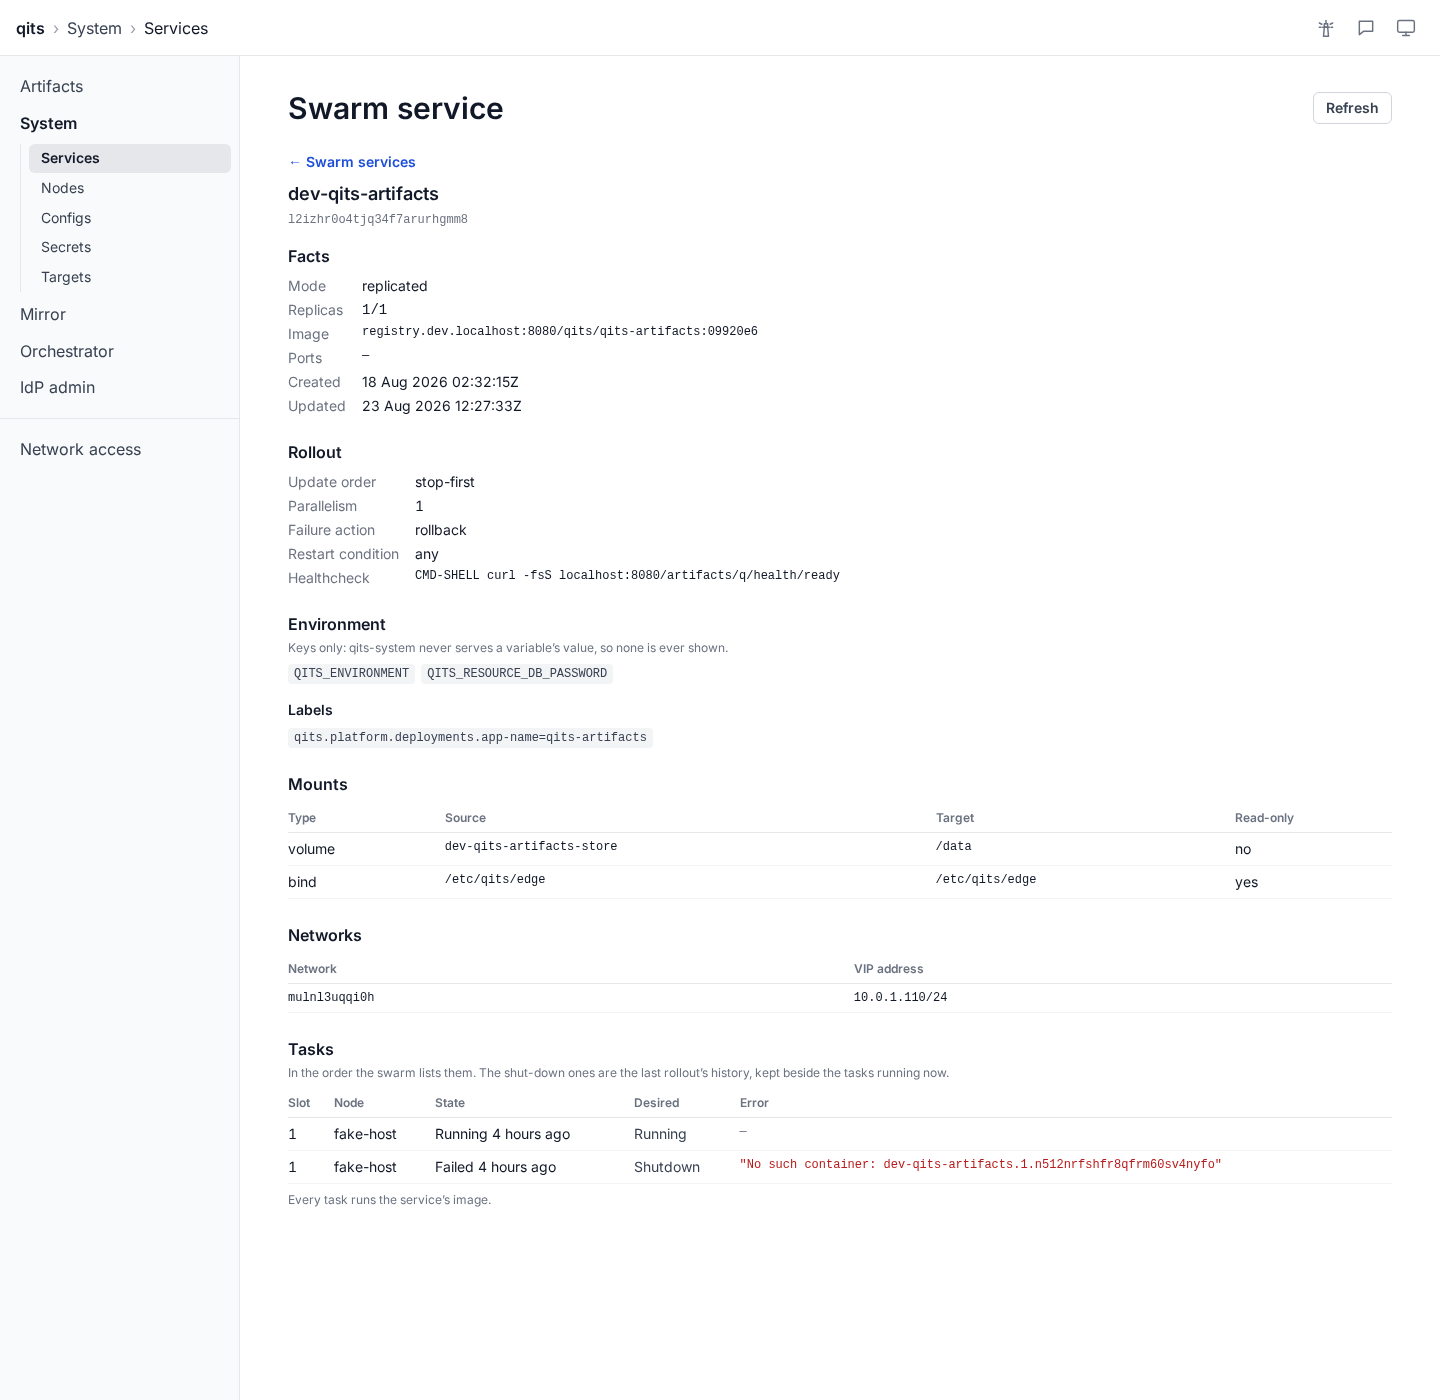 qits › System › Services
Artifacts
System
Services
Nodes
Configs
Secrets
Targets
Mirror
Orchestrator
IdP admin
Network access
Swarm service
Refresh
← Swarm services
dev-qits-artifacts
l2izhr0o4tjq34f7arurhgmm8
Facts
Mode replicated
Replicas 1/1
Image registry.dev.localhost:8080/qits/qits-artifacts:09920e6
Ports —
Created 18 Aug 2026 02:32:15Z
Updated 23 Aug 2026 12:27:33Z
Rollout
Update order stop-first
Parallelism 1
Failure action rollback
Restart condition any
Healthcheck CMD-SHELL curl -fsS localhost:8080/artifacts/q/health/ready
Environment
Keys only: qits-system never serves a variable’s value, so none is ever shown.
QITS_ENVIRONMENT QITS_RESOURCE_DB_PASSWORD
Labels
qits.platform.deployments.app-name=qits-artifacts
Mounts
Type Source Target Read-only
volume dev-qits-artifacts-store /data no
bind /etc/qits/edge /etc/qits/edge yes
Networks
Network VIP address
mulnl3uqqi0h 10.0.1.110/24
Tasks
In the order the swarm lists them. The shut-down ones are the last rollout’s history, kept beside the tasks running now.
Slot Node State Desired Error
1 fake-host Running 4 hours ago Running —
1 fake-host Failed 4 hours ago Shutdown "No such container: dev-qits-artifacts.1.n512nrfshfr8qfrm60sv4nyfo"
Every task runs the service’s image.